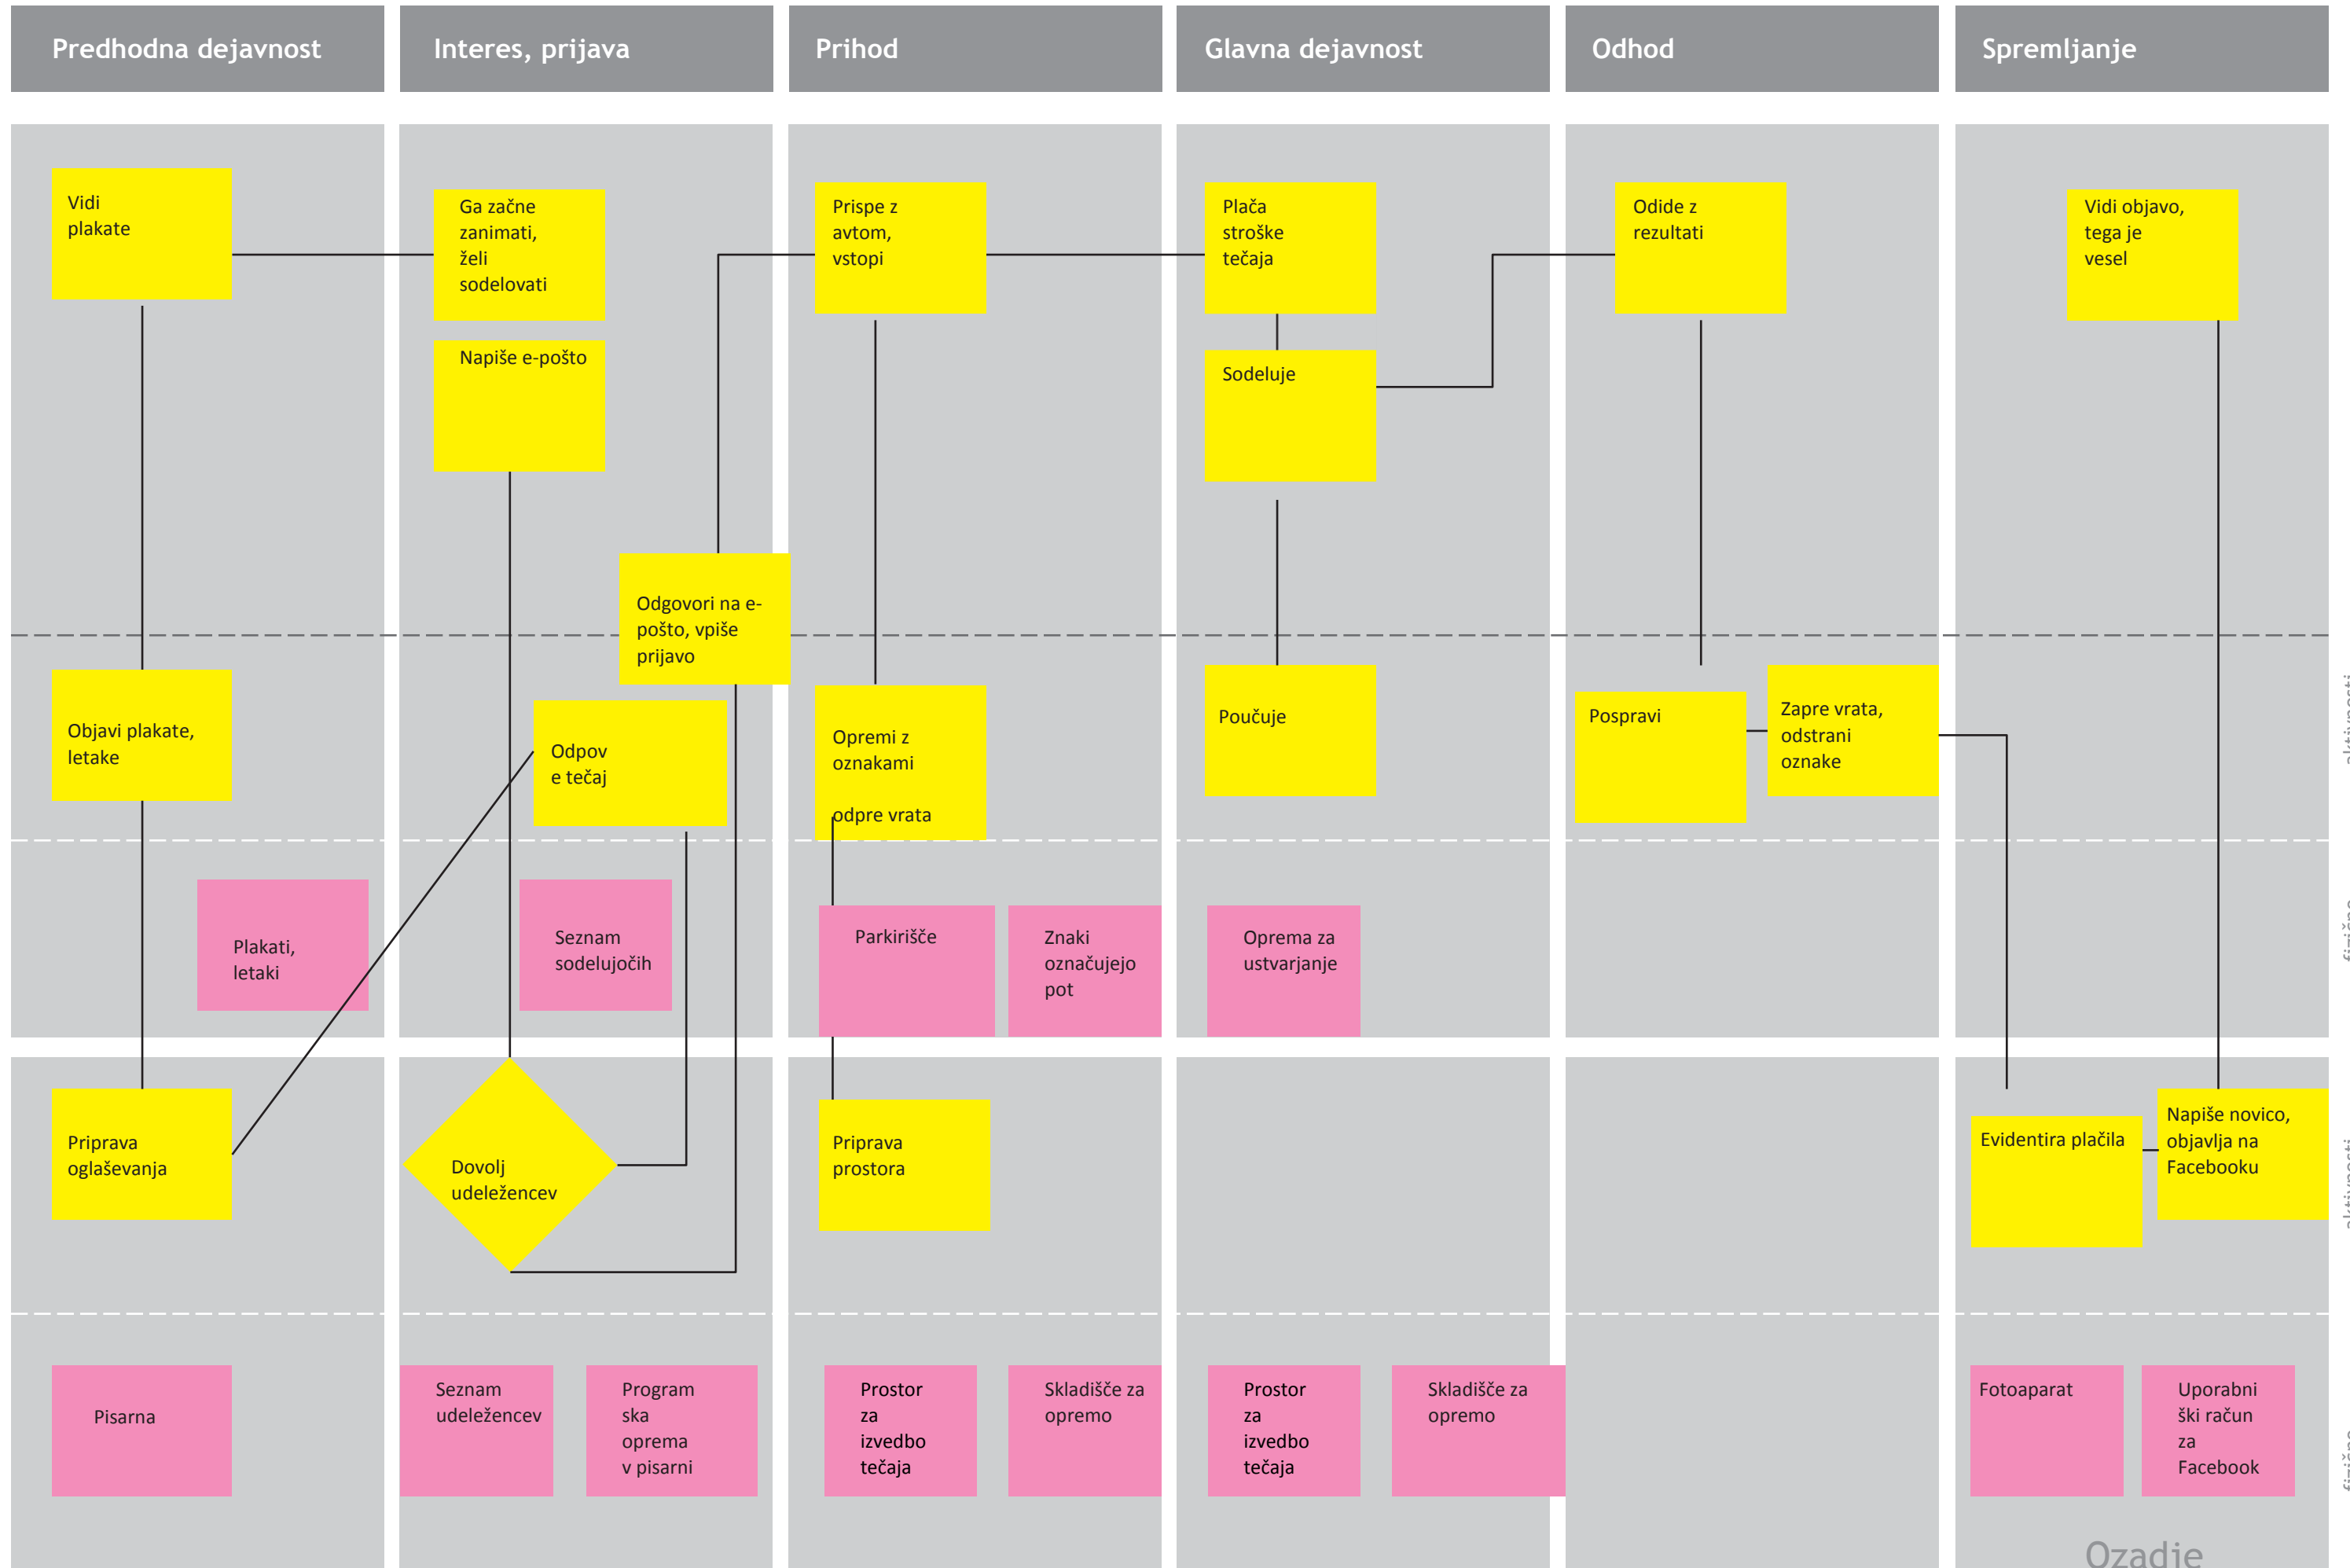 Predhodna dejavnost
Interes, prijava
Prihod
Glavna dejavnost
Odhod
Spremljanje
Vidi
plakate
Ga začne
zanimati,
želi
sodelovati
Prispe z
avtom,
vstopi
Plača
stroške
tečaja
Odide z
rezultati
Vidi objavo,
tega je
vesel
Napiše e-pošto
Sodeluje
Odgovori na e-
pošto, vpiše
prijavo
Objavi plakate,
letake
Odpov
e tečaj
Opremi z
oznakami
odpre vrata
Poučuje
Pospravi
Zapre vrata,
odstrani
oznake
aktivnosti
Plakati,
letaki
Seznam
sodelujočih
Parkirišče
Znaki
označujejo
pot
Oprema za
ustvarjanje
Priprava
oglaševanja
Dovolj
udeležencev
Priprava
prostora
Evidentira plačila
Napiše novico,
objavlja na
Facebooku
aktivnosti
Pisarna
Seznam
udeležencev
Program
ska
oprema
v pisarni
Prostor
za
izvedbo
tečaja
Skladišče za
opremo
Prostor
za
izvedbo
tečaja
Skladišče za
opremo
Fotoaparat
Uporabni
ški račun
za
Facebook
Ozadje